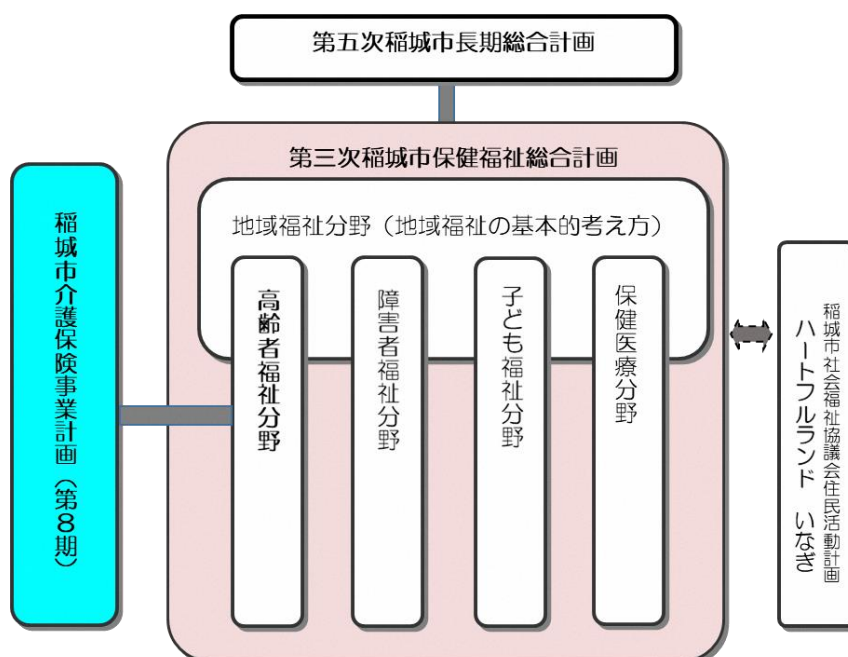 第五次稲城市長期総合計画
第三次稲城市保健福祉総合計画
地域福祉分野（地域福祉の基本的考え方）
稲城市介護保険事業計画（第８期）
高齢者福祉分野
障害者福祉分野
子ども福祉分野
保健医療分野
稲城市社会福祉協議会住民活動計画
ハートフルランド　いなぎ